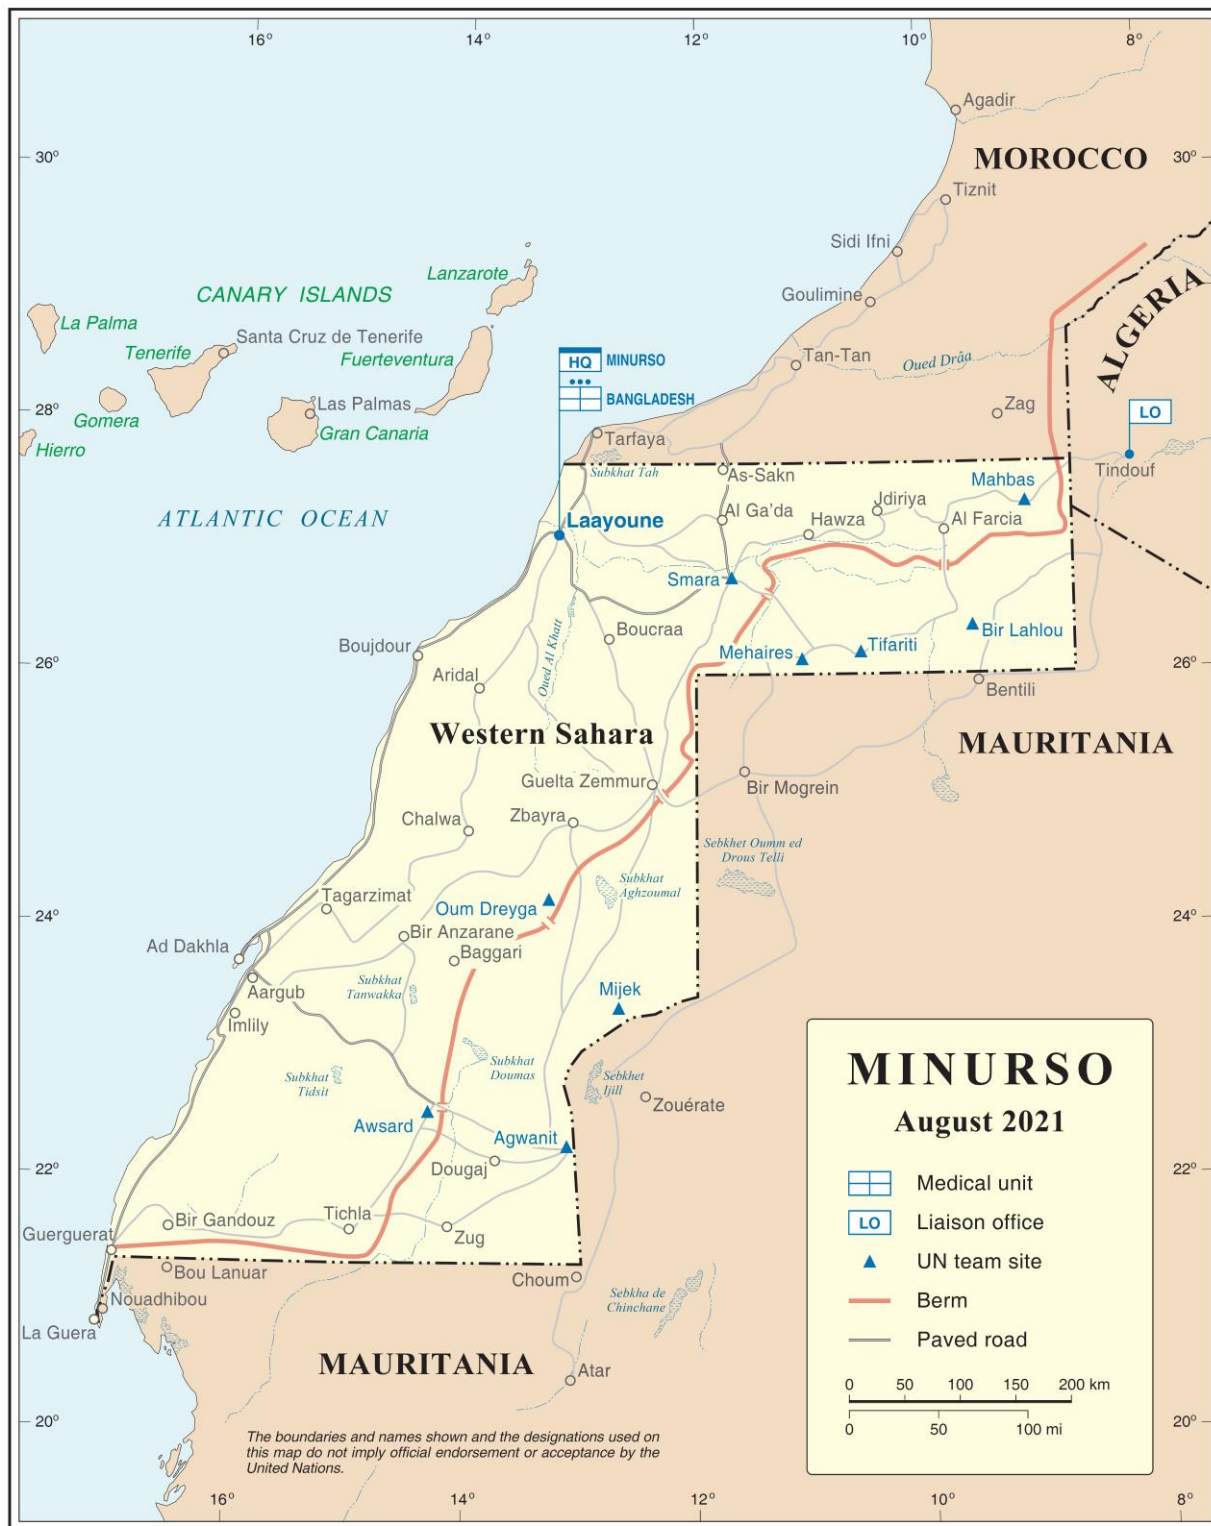 16° 14° 12° 10° 8°
Agadir
30° MOROCCO 30°
Tiznit
Sidi Ifni
Lanzarote
CANARY ISLANDS
Goulimine
ALGERIA
La Palma
Santa Cruz de Tenerife
Tenerife
Fuerteventura
HQ MINURSO
Tan-Tan
Oued Drâa
BANGLADESH
Gomera
Las Palmas
28° 28°
Zag
LO
Gran Canaria
Hierro
Tarfaya
Tindouf
Subkhat Tah
As-Sakn
Mahbas
ATLANTIC OCEAN
Laayoune
Al Ga'da
Jdiriya
Hawza
Al Farcia
Smara
Boucraa
Bir Lahlou
Boujdour
Oued Al Khatt
Mehaires
Tifariti
26° 26°
Aridal
Bentili
Western Sahara
MAURITANIA
Guelta Zemmur
Bir Mogrein
Chalwa
Zbayra
Sebkhet Oumm ed
Drous Telli
Subkhat
Aghzoumal
Tagarzimat
Oum Dreyga
24° 24°
Bir Anzarane
Ad Dakhla
Baggari
Subkhat
Tanwakka
Aargub
Mijek
Imlily
Subkhat
Doumas
Subkhat
Tidsit
Sebkhet
Ijill
Zouérate
Awsard
Agwanit
22° 22°
Dougaj
Tichla
Bir Gandouz
Guerguerat
Zug
Bou Lanuar
Choum
Nouadhibou
Sebkha de
Chinchane
La Guera
MAURITANIA
Atar
20° 20°
The boundaries and names shown and the designations used on
this map do not imply official endorsement or acceptance by the
United Nations.
16° 14° 12° 10°
MINURSO
August 2021
Medical unit
LO Liaison office
UN team site
Berm
Paved road
0 50 100 150 200 km
0 50 100 mi